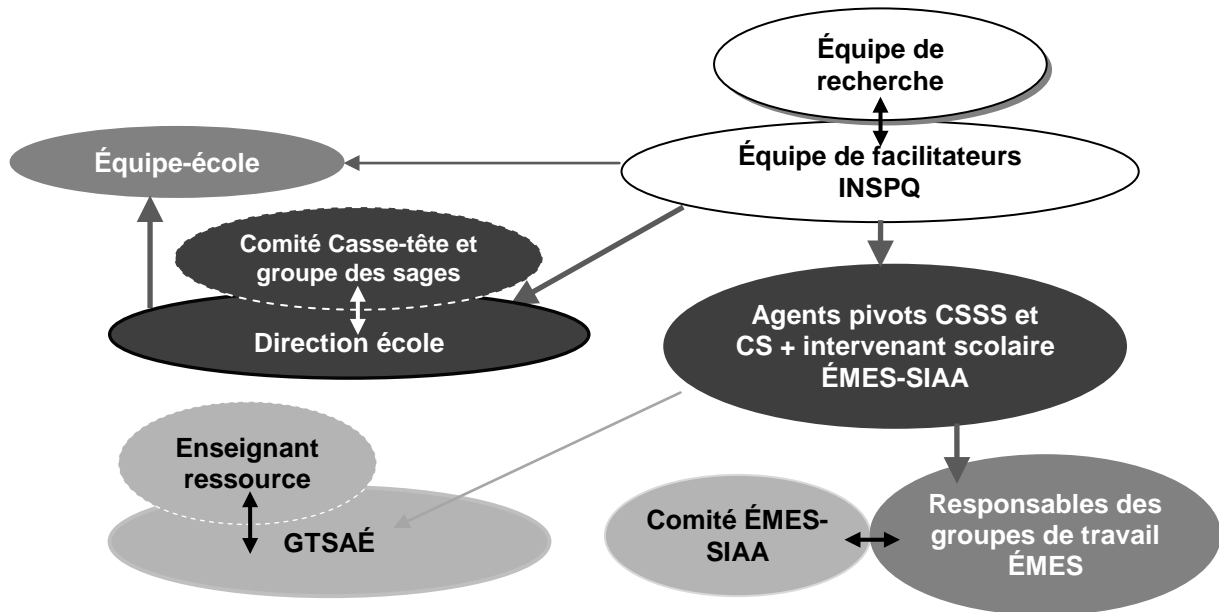 Équipe de
recherche
Équipe-école
Équipe de facilitateurs
INSPQ
Comité Casse-tête et
groupe des sages
Direction école
Agents pivots CSSS et
CS + intervenant scolaire
ÉMES-SIAA
Enseignant
ressource
GTSAÉ
Comité ÉMES-
SIAA
Responsables des
groupes de travail
ÉMES